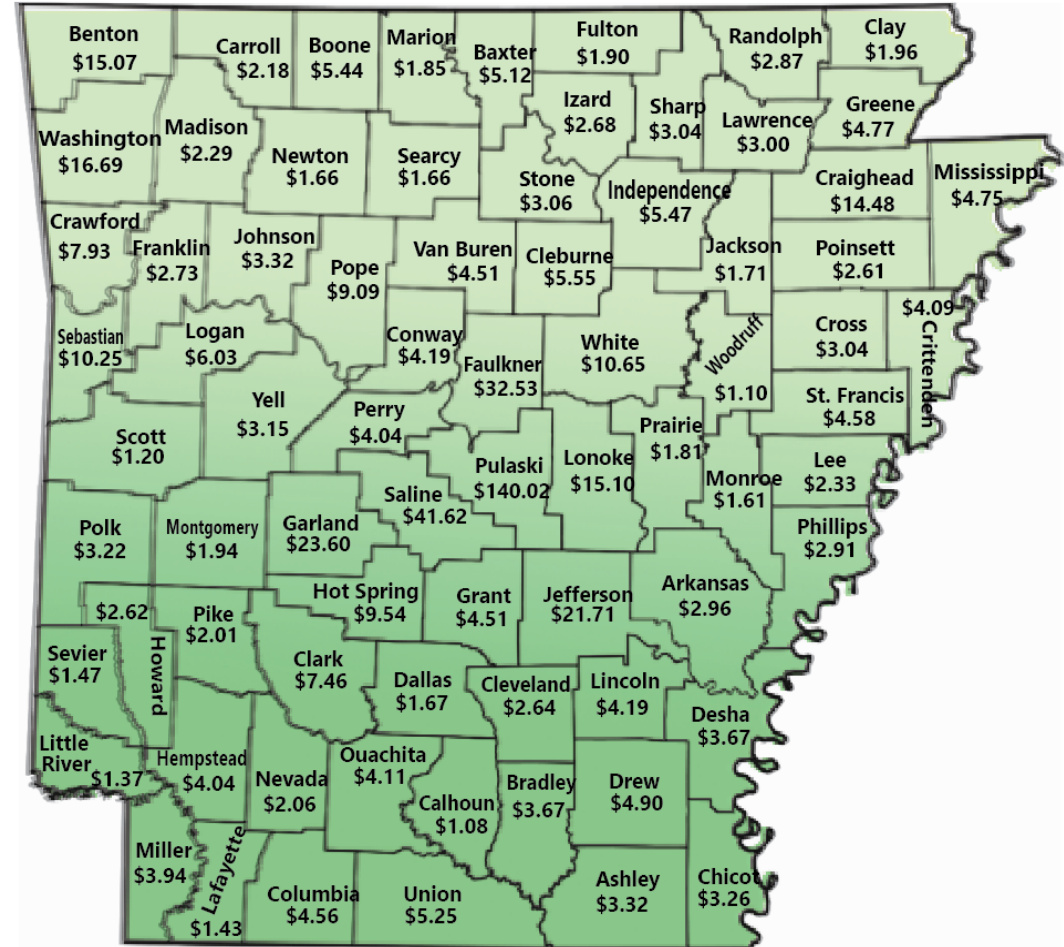 Benton
$15.07
Carroll
$2.18
Boone
$5.44
Marion
$1.85
Baxter
$5.12
Fulton
$1.90
Randolph
$2.87
Clay
$1.96
Izard
$2.68
Sharp
$3.04
Lawrence
$3.00
Greene
$4.77
Washington
$16.69
Madison
$2.29
Newton
$1.66
Searcy
$1.66
Stone
$3.06
Independence
$5.47
Craighead
$14.48
Mississippi
$4.75
Crawford
$7.93
Franklin
$2.73
Johnson
$3.32
Pope
$9.09
Van Buren
$4.51
Cleburne
$5.55
Jackson
$1.71
Poinsett
$2.61
Sebastian
$10.25
Logan
$6.03
Conway
$4.19
Faulkner
$32.53
White
$10.65
Woodruff
$1.10
Cross
$3.04
$4.09
Crittenden
Yell
$3.15
Perry
$4.04
St. Francis
$4.58
Scott
$1.20
Pulaski
$140.02
Lonoke
$15.10
Prairie
$1.81
Monroe
$1.61
Lee
$2.33
Saline
$41.62
Polk
$3.22
Montgomery
$1.94
Garland
$23.60
Phillips
$2.91
Hot Spring
$9.54
Grant
$4.51
Jefferson
$21.71
Arkansas
$2.96
$2.62
Howard
Pike
$2.01
Sevier
$1.47
Clark
$7.46
Dallas
$1.67
Cleveland
$2.64
Lincoln
$4.19
Desha
$3.67
Little
River
$1.37
Hempstead
$4.04
Nevada
$2.06
Ouachita
$4.11
Calhoun
$1.08
Bradley
$3.67
Drew
$4.90
Miller
$3.94
Lafayette
$1.43
Columbia
$4.56
Union
$5.25
Ashley
$3.32
Chicot
$3.26